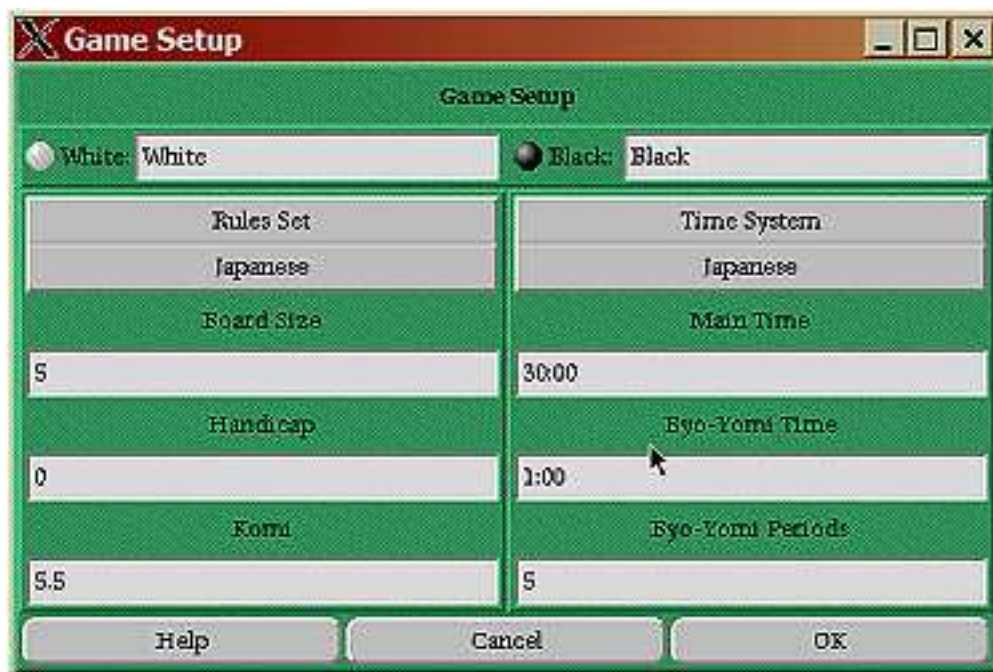 Game Setup
Game Setup
White: White
Black: Black
Rules Set
Japanese
Board Size
5
Handicap
0
Komi
5.5
Time System
Japanese
Main Time
30:00
Byo-Yomi Time
1:00
Byo-Yomi Periods
5
Help Cancel OK